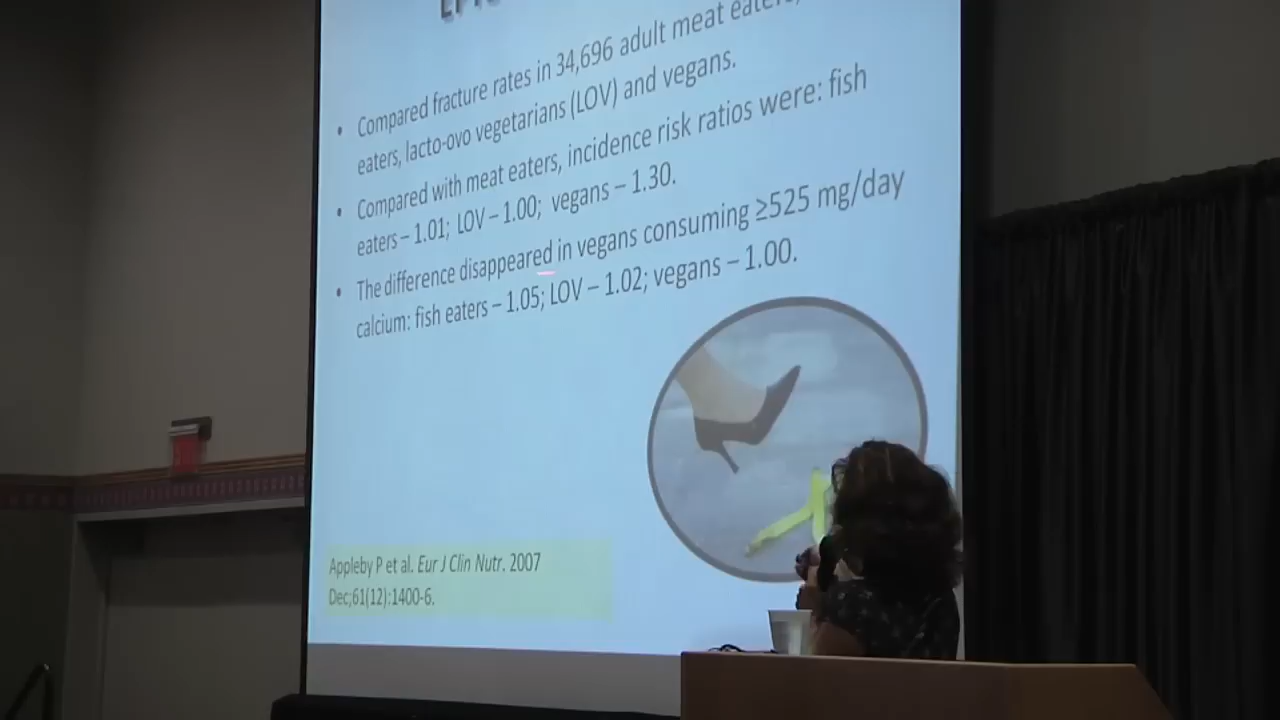 • Compared fracture rates in 34,696 adult meat eaters,
eaters, lacto-ovo vegetarians (LOV) and vegans.
• Compared with meat eaters, incidence risk ratios were: fish
eaters – 1.01; LOV – 1.00; vegans – 1.30.
• The difference disappeared in vegans consuming ≥525 mg/day
calcium: fish eaters – 1.05; LOV – 1.02; vegans – 1.00.
Appleby P et al. Eur J Clin Nutr. 2007
Dec;61(12):1400-6.